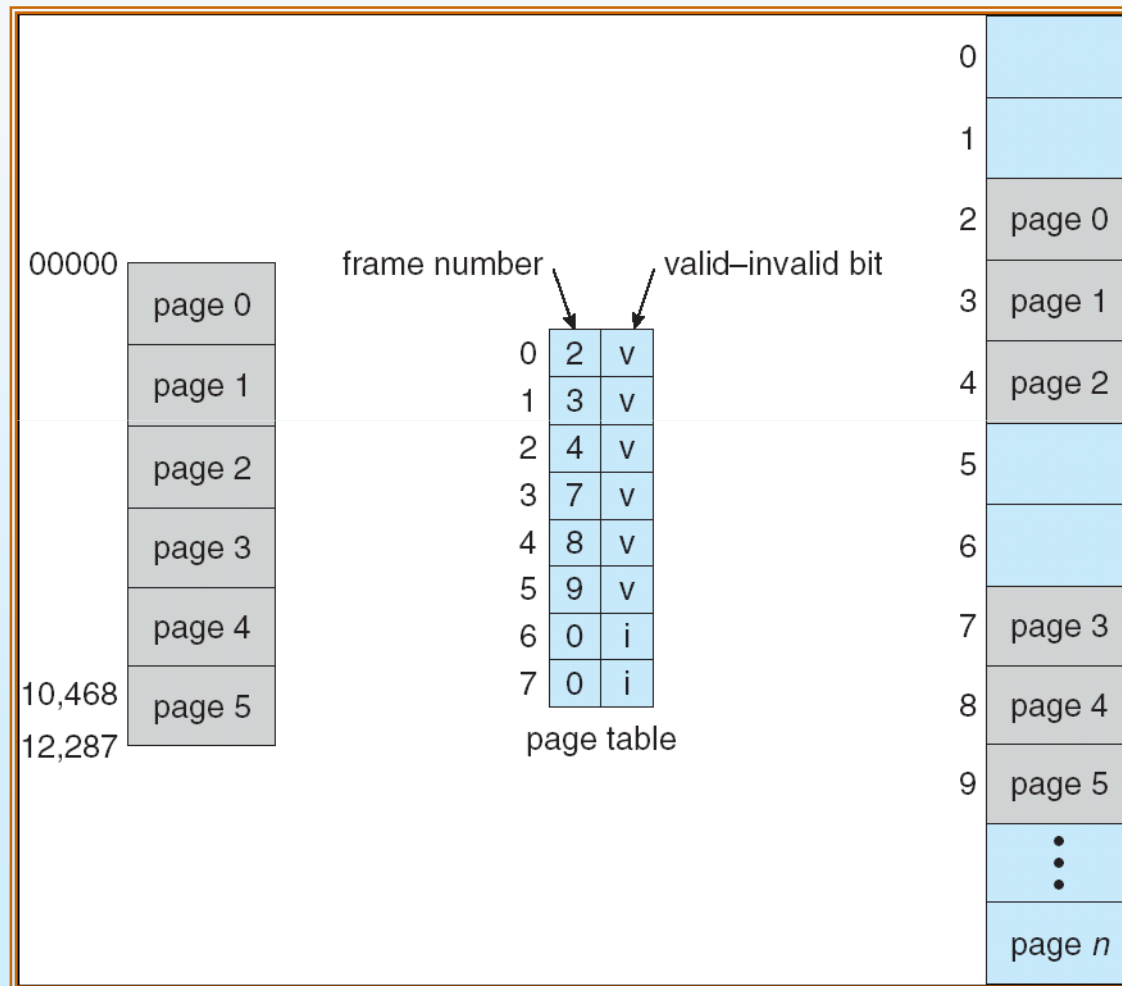 00000
page 0
page 1
page 2
page 3
page 4
10,468
page 5
12,287
frame number
valid–invalid bit
0 2 v
1 3 v
2 4 v
3 7 v
4 8 v
5 9 v
6 0 i
7 0 i
page table
0
1
2 page 0
3 page 1
4 page 2
5
6
7 page 3
8 page 4
9 page 5
page n